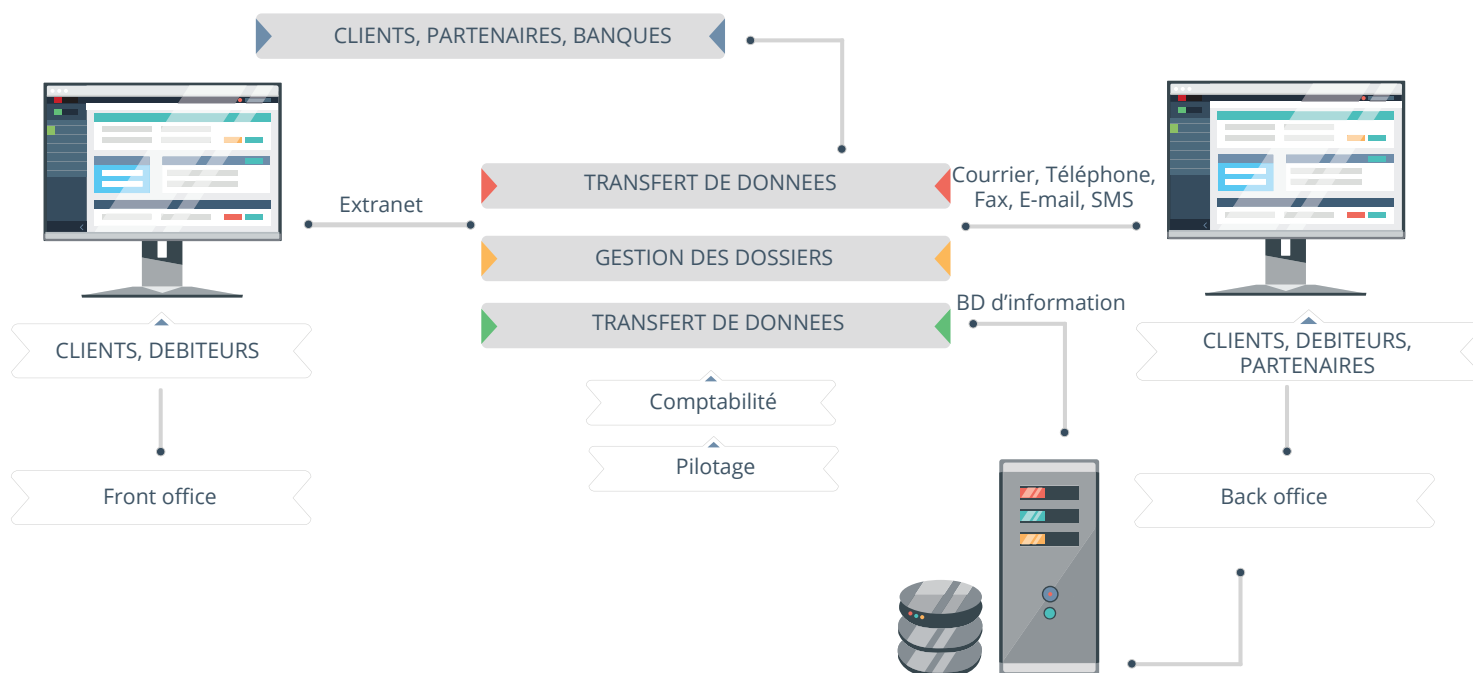 CLIENTS, PARTENAIRES, BANQUES
TRANSFERT DE DONNEES
Courrier, Téléphone,
Fax, E-mail, SMS
Extranet
GESTION DES DOSSIERS
BD d’information
TRANSFERT DE DONNEES
CLIENTS, DEBITEURS
CLIENTS, DEBITEURS,
PARTENAIRES
Comptabilité
Pilotage
Front office
Back office